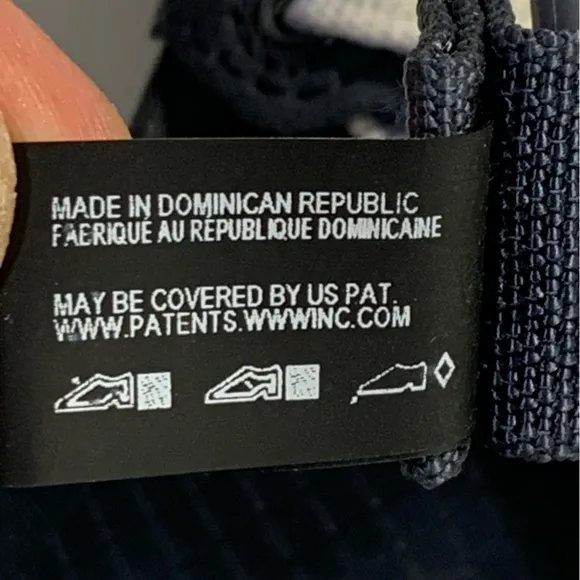 MADE IN DOMINICAN REPUBLIC
FABRIQUÉ AU RÉPUBLIQUE DOMINICAINE
MAY BE COVERED BY US PAT.
WWW.PATENTS.WWWINC.COM